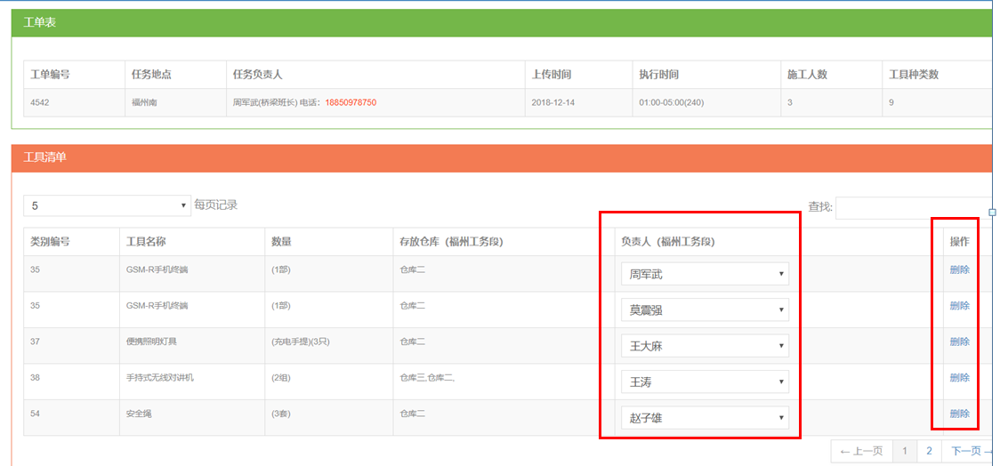 工单表
工单编号 任务地点 任务负责人 上传时间 执行时间 施工人数 工具种类数
4542 福州南 周军武(桥梁班长) 电话：18850978750 2018-12-14 01:00-05:00(240) 3 9
工具清单
5 每页记录 查找:
类别编号 工具名称 数量 存放仓库（福州工务段） 负责人（福州工务段） 操作
35 GSM-R手机终端 (1部) 仓库二 周军武 删除
35 GSM-R手机终端 (1部) 仓库二 莫震强 删除
37 便携照明灯具 (充电手提)(3只) 仓库二 王大麻 删除
38 手持式无线对讲机 (2组) 仓库三,仓库二, 王涛 删除
54 安全绳 (3套) 仓库二 赵子雄 删除
← 上一页 1 2 下一页 →